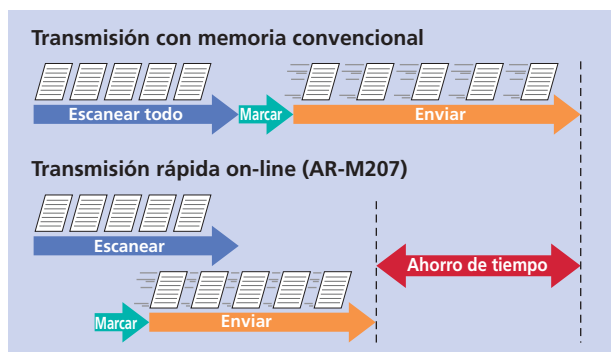 Transmisión con memoria convencional
Escanear todo
Marcar
Enviar
Transmisión rápida on-line (AR-M207)
Escanear
Ahorro de tiempo
Marcar
Enviar